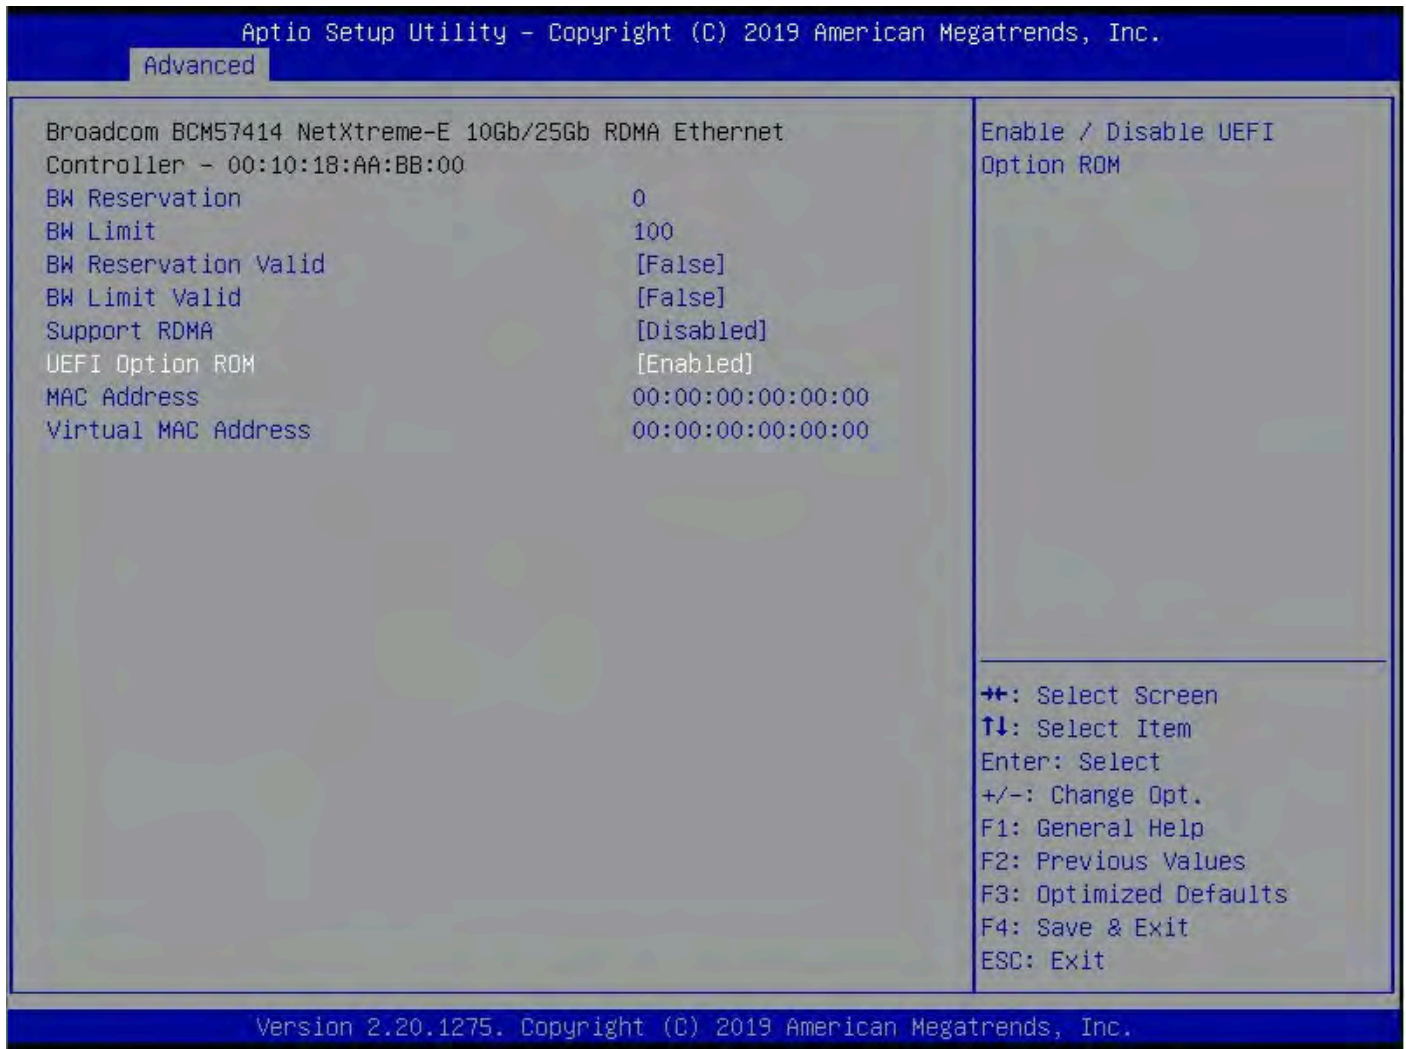 Aptio Setup Utility – Copyright (C) 2019 American Megatrends, Inc.
Advanced
Broadcom BCM57414 NetXtreme-E 10Gb/25Gb RDMA Ethernet
Controller – 00:10:18:AA:BB:00
BW Reservation 0
BW Limit 100
BW Reservation Valid [False]
BW Limit Valid [False]
Support RDMA [Disabled]
UEFI Option ROM [Enabled]
MAC Address 00:00:00:00:00:00
Virtual MAC Address 00:00:00:00:00:00
Enable / Disable UEFI
Option ROM
→←: Select Screen
↑↓: Select Item
Enter: Select
+/-: Change Opt.
F1: General Help
F2: Previous Values
F3: Optimized Defaults
F4: Save & Exit
ESC: Exit
Version 2.20.1275. Copyright (C) 2019 American Megatrends, Inc.